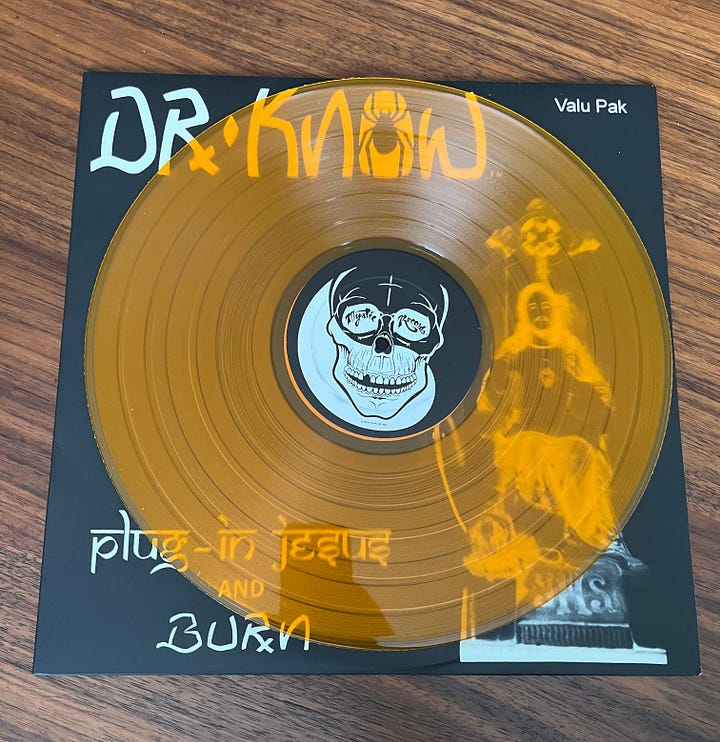 DR. KNOW
Valu Pak
Mystic Records
plug-in jesus
AND
BURN